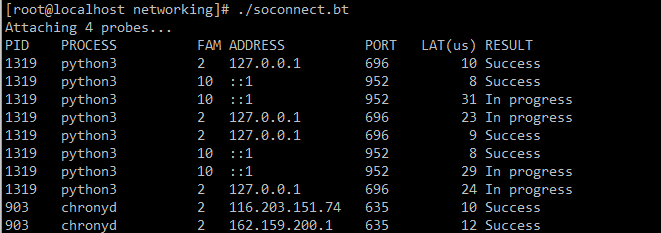 [root@localhost networking]# ./soconnect.bt
Attaching 4 probes...
PID PROCESS FAM ADDRESS PORT LAT(us) RESULT
1319 python3 2 127.0.0.1 696 10 Success
1319 python3 10 ::1 952 8 Success
1319 python3 10 ::1 952 31 In progress
1319 python3 2 127.0.0.1 696 23 In progress
1319 python3 2 127.0.0.1 696 9 Success
1319 python3 10 ::1 952 8 Success
1319 python3 10 ::1 952 29 In progress
1319 python3 2 127.0.0.1 696 24 In progress
903 chronyd 2 116.203.151.74 635 10 Success
903 chronyd 2 162.159.200.1 635 12 Success